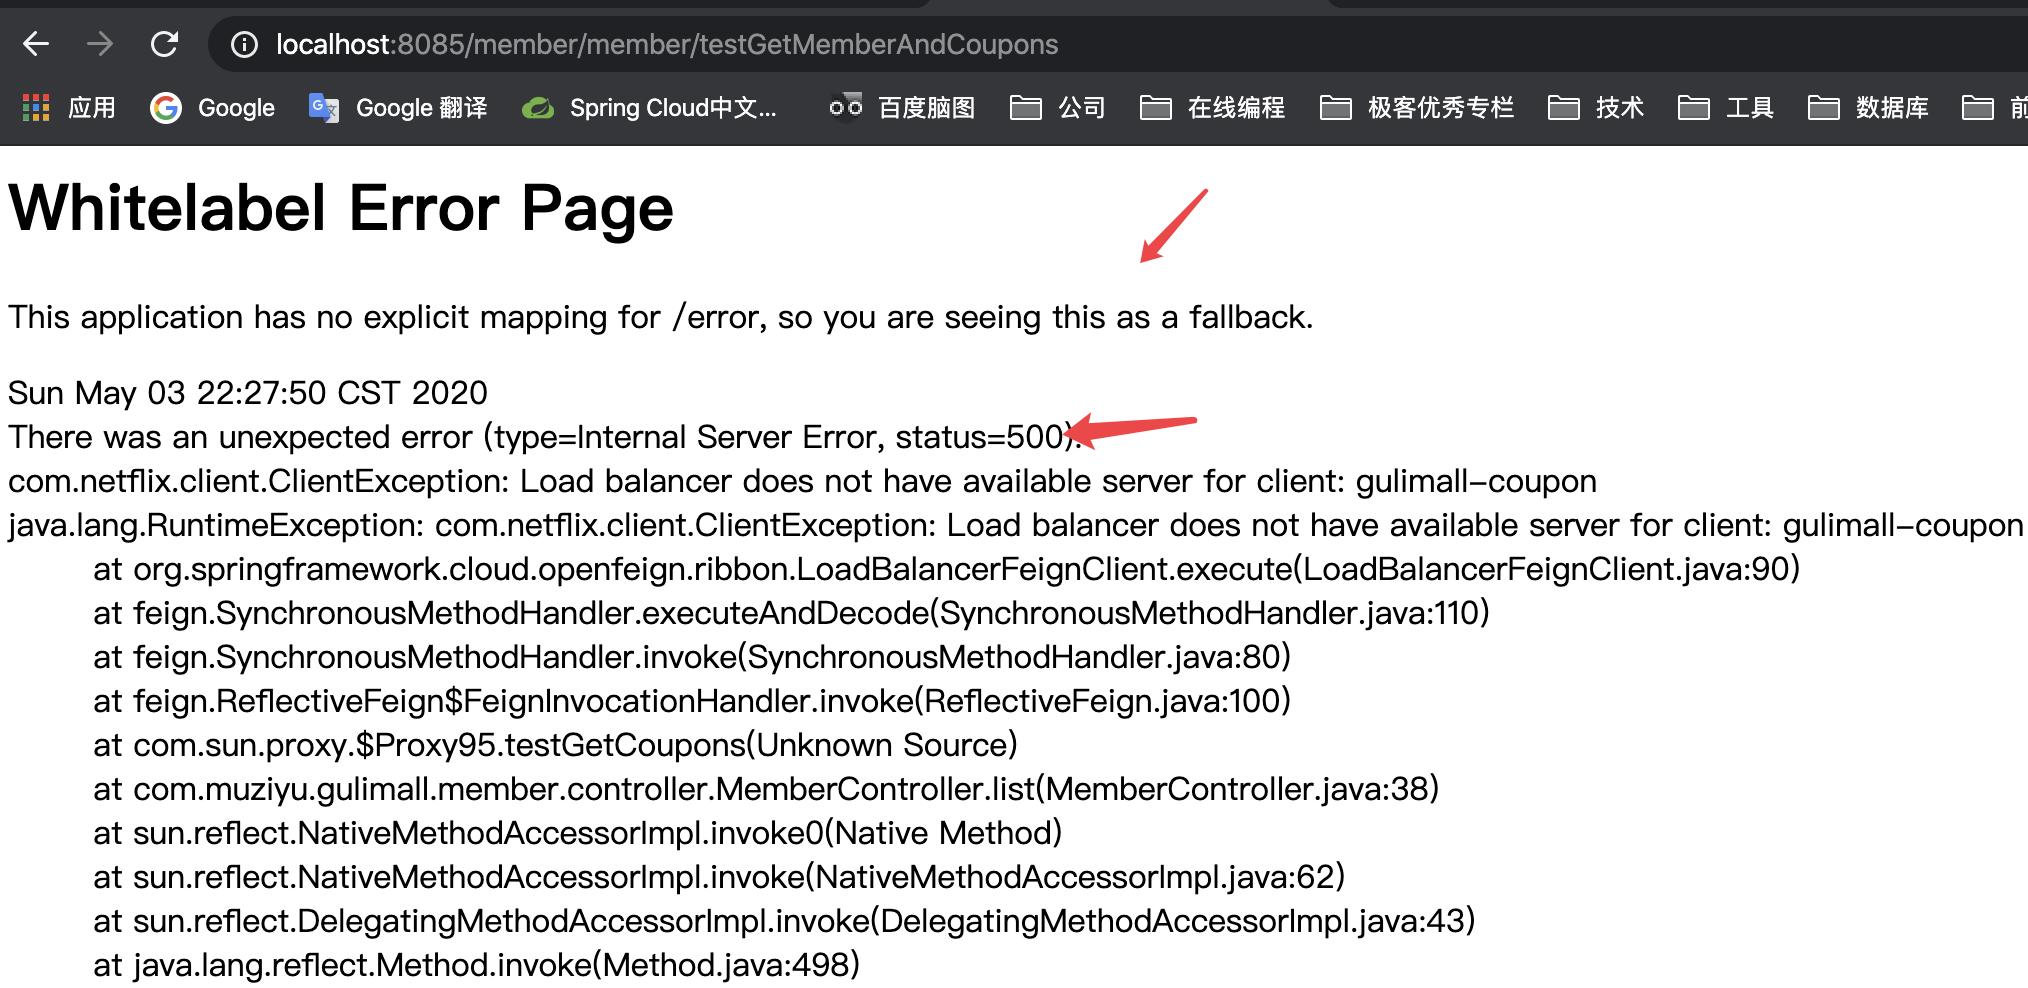 localhost:8085/member/member/testGetMemberAndCoupons
应用 Google Google 翻译 Spring Cloud中文... 百度脑图 公司 在线编程 极客优秀专栏 技术 工具 数据库 前
Whitelabel Error Page
This application has no explicit mapping for /error, so you are seeing this as a fallback.
Sun May 03 22:27:50 CST 2020
There was an unexpected error (type=Internal Server Error, status=500).
com.netflix.client.ClientException: Load balancer does not have available server for client: gulimall-coupon
java.lang.RuntimeException: com.netflix.client.ClientException: Load balancer does not have available server for client: gulimall-coupon
at org.springframework.cloud.openfeign.ribbon.LoadBalancerFeignClient.execute(LoadBalancerFeignClient.java:90)
at feign.SynchronousMethodHandler.executeAndDecode(SynchronousMethodHandler.java:110)
at feign.SynchronousMethodHandler.invoke(SynchronousMethodHandler.java:80)
at feign.ReflectiveFeign$FeignInvocationHandler.invoke(ReflectiveFeign.java:100)
at com.sun.proxy.$Proxy95.testGetCoupons(Unknown Source)
at com.muziyu.gulimall.member.controller.MemberController.list(MemberController.java:38)
at sun.reflect.NativeMethodAccessorImpl.invoke0(Native Method)
at sun.reflect.NativeMethodAccessorImpl.invoke(NativeMethodAccessorImpl.java:62)
at sun.reflect.DelegatingMethodAccessorImpl.invoke(DelegatingMethodAccessorImpl.java:43)
at java.lang.reflect.Method.invoke(Method.java:498)